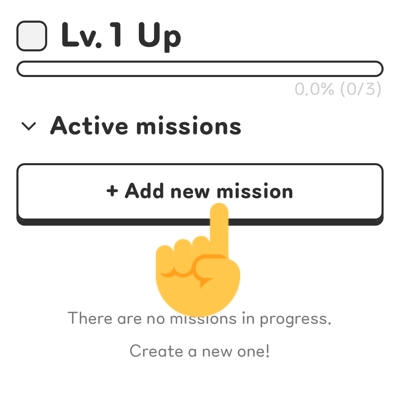 Lv. 1 Up
0.0% (0/3)
Active missions
+ Add new mission
There are no missions in progress.
Create a new one!